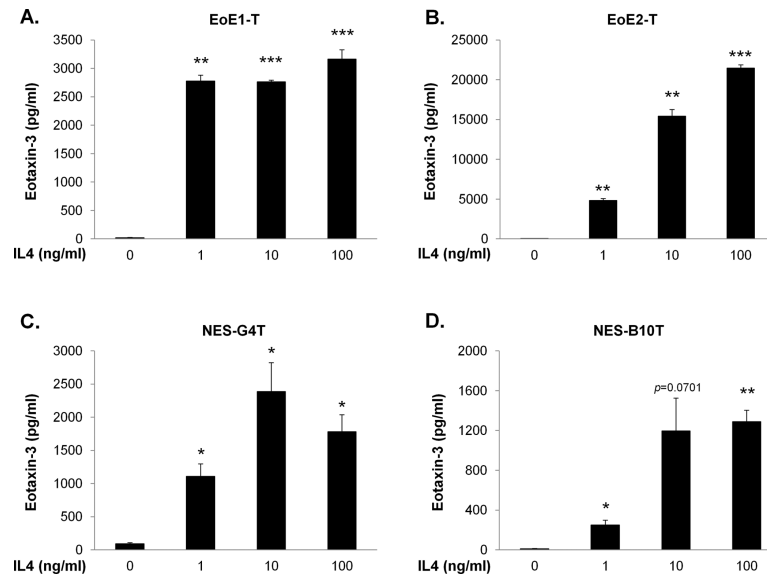 A.
EoE1-T
Eotaxin-3 (pg/ml)
3500
3000
2500
2000
1500
1000
500
0
** *** ***
IL4 (ng/ml) 0 1 10 100
B.
EoE2-T
Eotaxin-3 (pg/ml)
25000
20000
15000
10000
5000
0
** ** ***
IL4 (ng/ml) 0 1 10 100
C.
NES-G4T
Eotaxin-3 (pg/ml)
3000
2500
2000
1500
1000
500
0
* * *
IL4 (ng/ml) 0 1 10 100
D.
NES-B10T
Eotaxin-3 (pg/ml)
2000
1600
1200
800
400
0
* p=0.0701 **
IL4 (ng/ml) 0 1 10 100